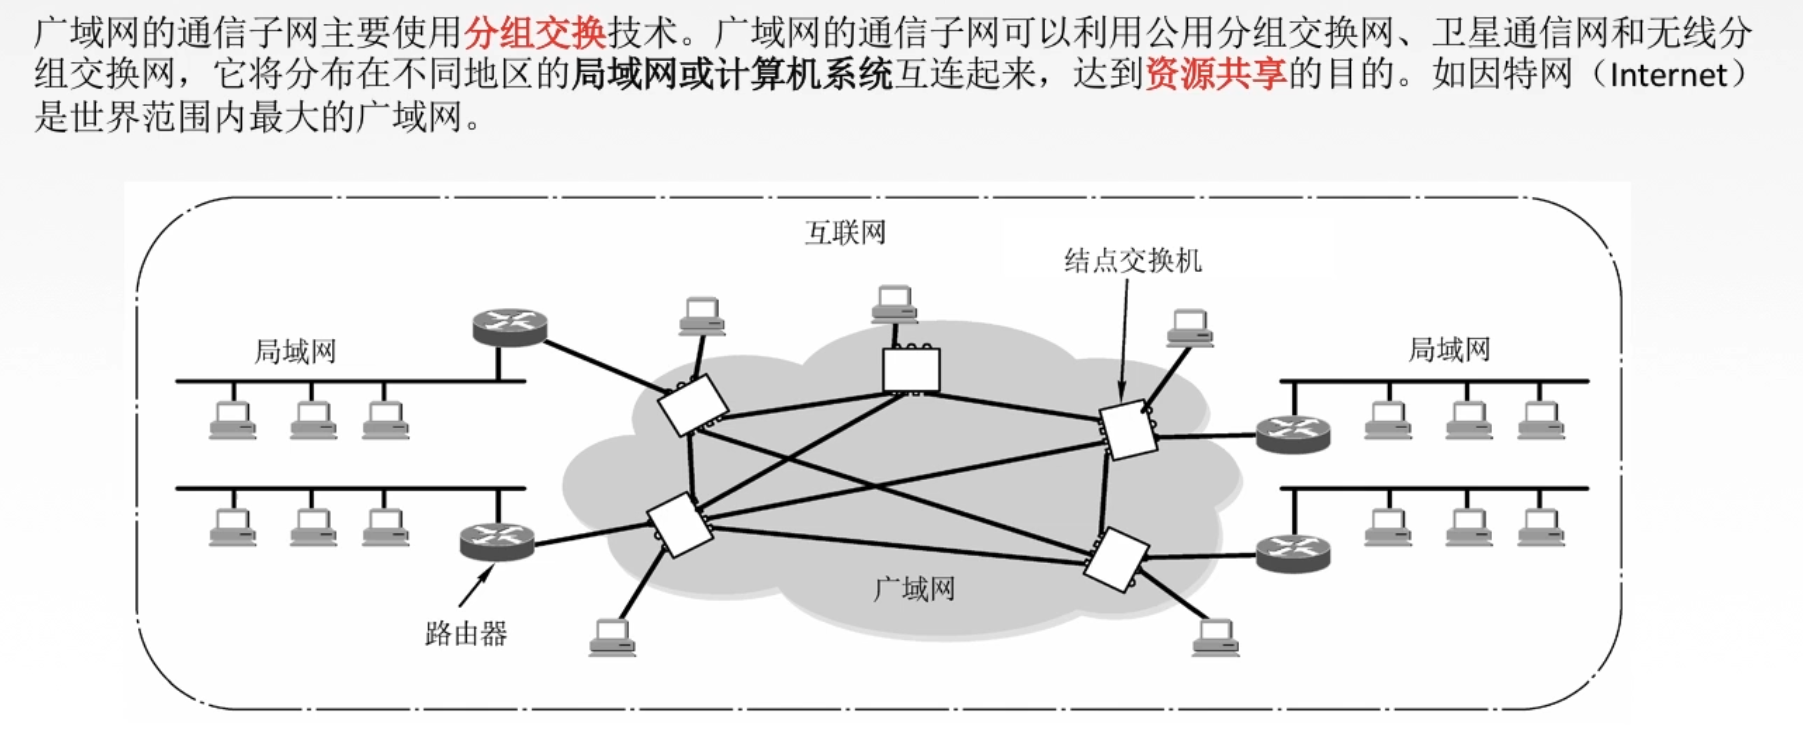 广域网的通信子网主要使用分组交换技术。广域网的通信子网可以利用公用分组交换网、卫星通信网和无线分
组交换网，它将分布在不同地区的局域网或计算机系统互连起来，达到资源共享的目的。如因特网（Internet）
是世界范围内最大的广域网。
互联网
结点交换机
局域网
局域网
广域网
路由器